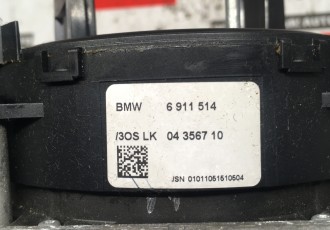 BMW 6 911 514
/3OS LK 04 3567 10
/SN 01011051510504